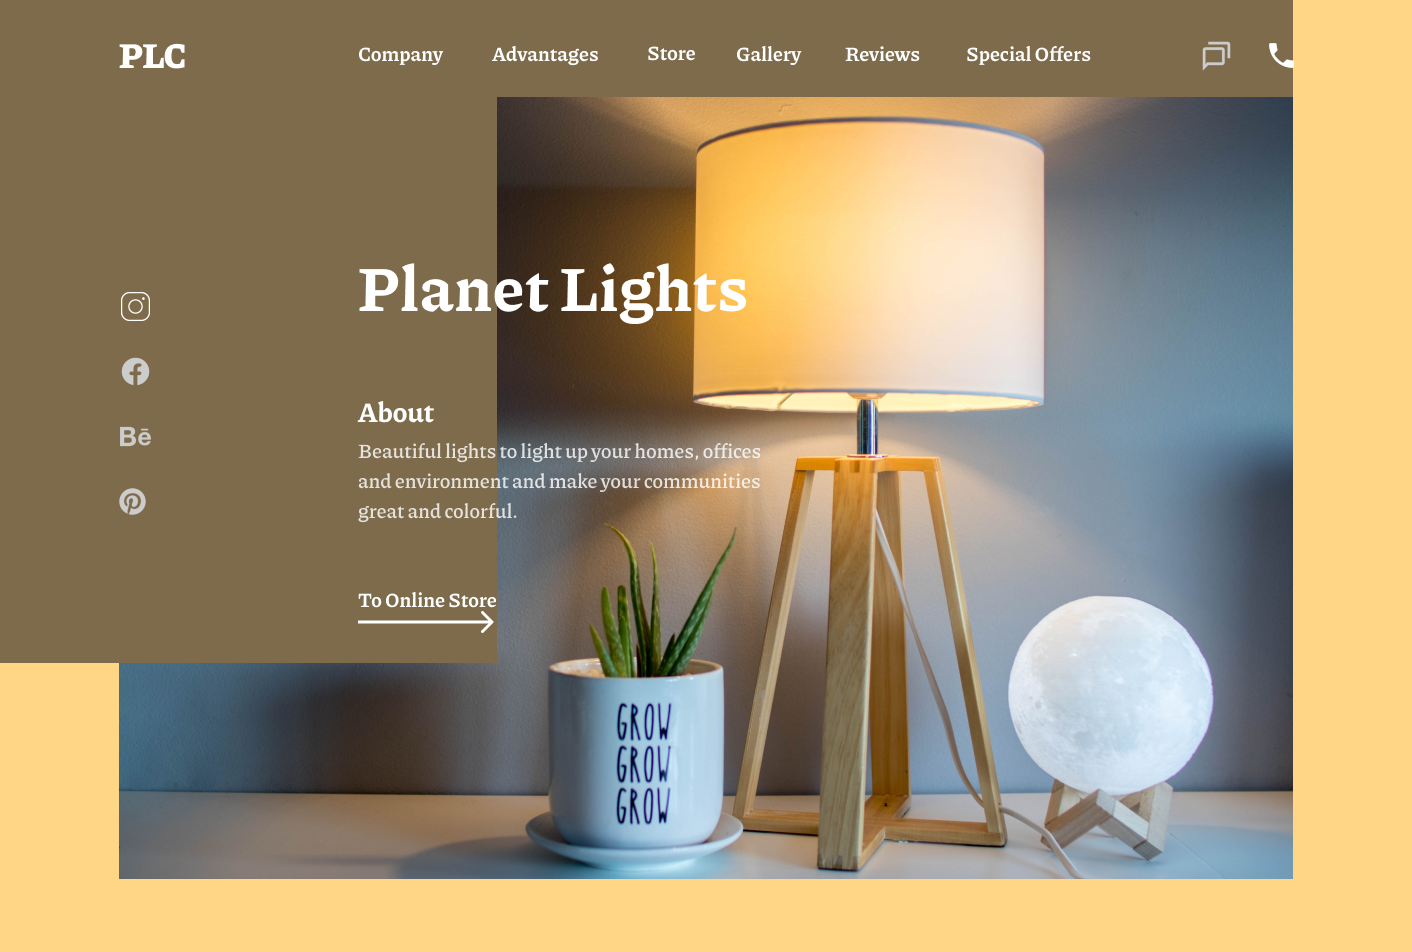 PLC
Company
Advantages
Store
Gallery
Reviews
Special Offers
Planet Lights
About
Beautiful lights to light up your homes, offices
and environment and make your communities
great and colorful.
To Online Store
Bē
GROW
GROW
GROW